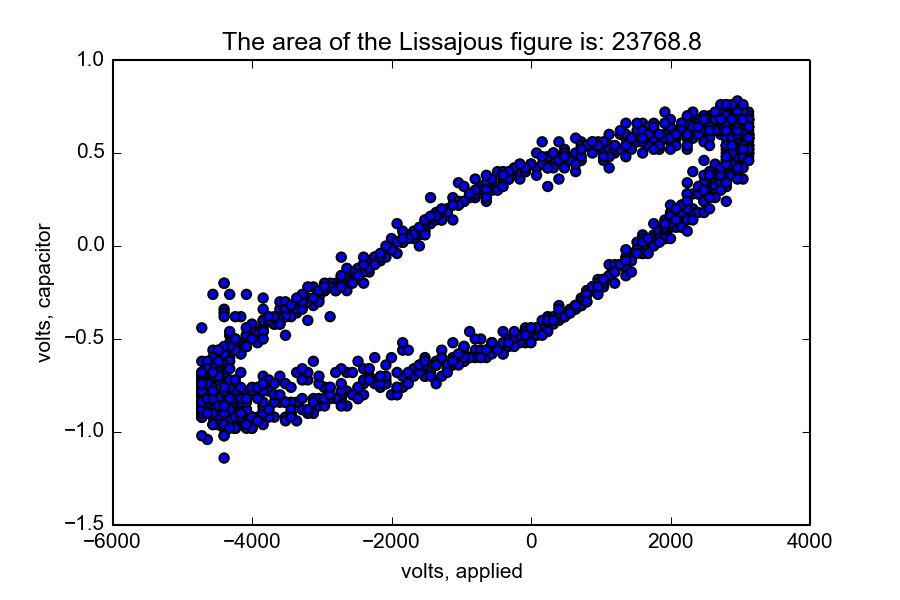 The area of the Lissajous figure is: 23768.8
1.0
0.5
0.0
−0.5
−1.0
−1.5
volts, capacitor
−6000 −4000 −2000 0 2000 4000
volts, applied